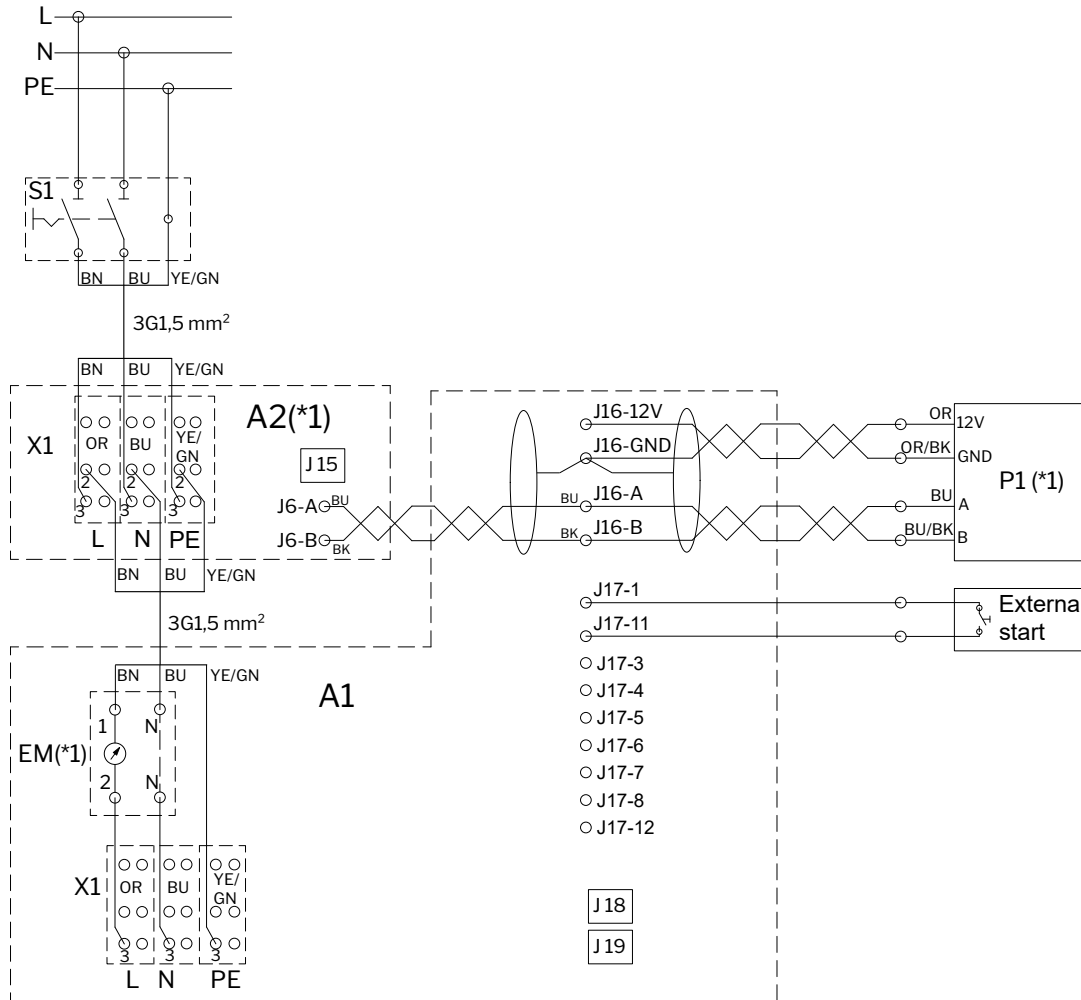 L
N
PE
S1
BN BU YE/GN
3G1,5 mm²
BN BU YE/GN
A2(*1)
X1
OR BU YE/
GN
2 2 2
3 3 3
L N PE
J15
J6-A BU
J6-B BK
BN BU YE/GN
3G1,5 mm²
BN BU YE/GN
A1
1 N
EM(*1)
2 N
X1
OR BU YE/
GN
3 3 3
L N PE
J16-12V
J16-GND
BU J16-A
BK J16-B
OR 12V
OR/BK GND
P1 (*1)
BU A
BU/BK B
J17-1
J17-11
Externa
start
J17-3
J17-4
J17-5
J17-6
J17-7
J17-8
J17-12
J18
J19